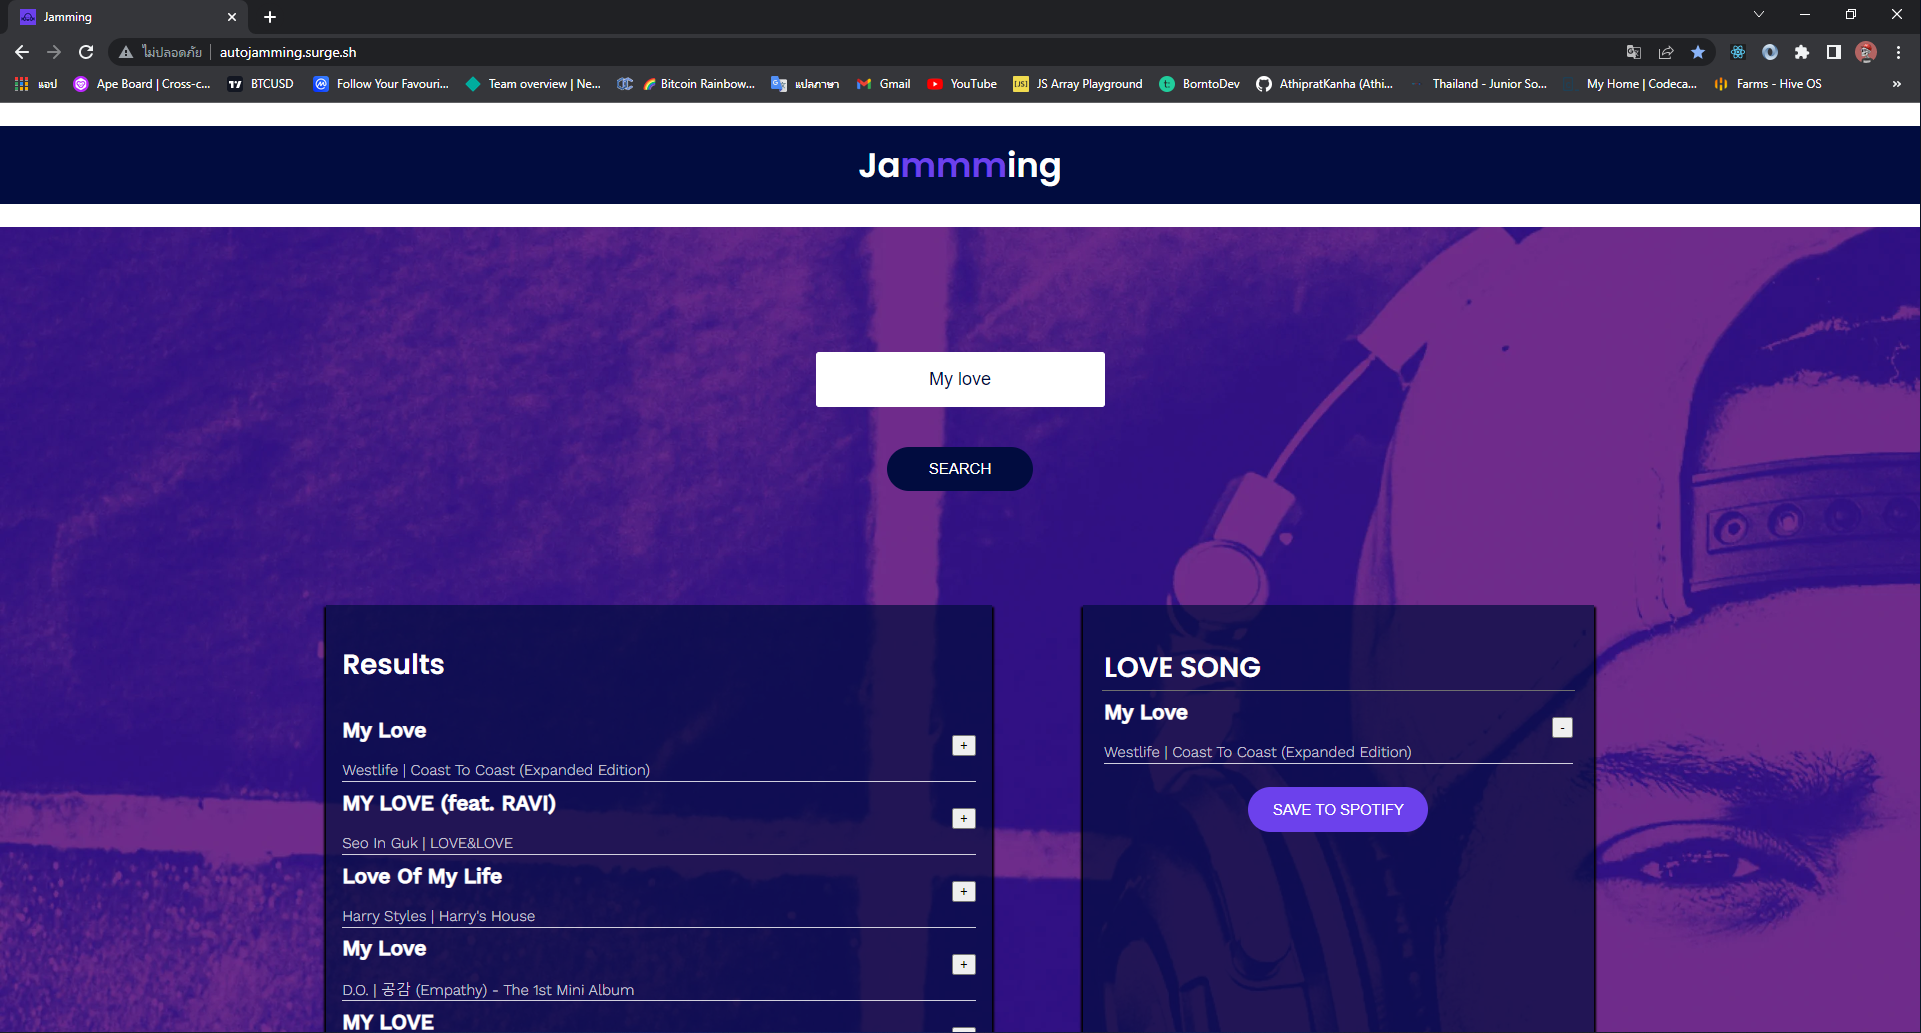 Jamming
ไม่ปลอดภัย autojamming.surge.sh
แอป Ape Board | Cross-c... BTCUSD Follow Your Favouri... Team overview | Ne... Bitcoin Rainbow... แปลภาษา Gmail YouTube JS Array Playground BorntoDev AthipratKanha (Athi... Thailand - Junior So... My Home | Codeca... Farms - Hive OS »
Jammming
My love
SEARCH
Results
My Love
+
Westlife | Coast To Coast (Expanded Edition)
MY LOVE (feat. RAVI)
+
Seo In Guk | LOVE&LOVE
Love Of My Life
+
Harry Styles | Harry's House
My Love
+
D.O. | 공감 (Empathy) - The 1st Mini Album
MY LOVE
LOVE SONG
My Love
-
Westlife | Coast To Coast (Expanded Edition)
SAVE TO SPOTIFY